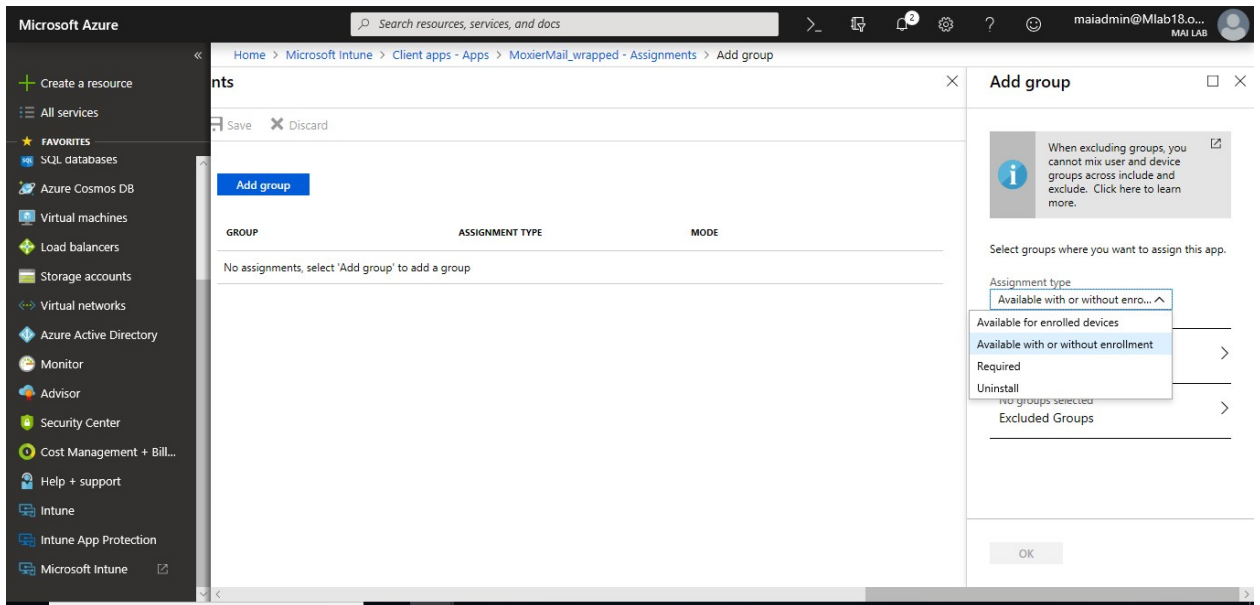 Microsoft Azure
Search resources, services, and docs
>_
2
?
maiadmin@Mlab18.o...
MAI LAB
«
Home > Microsoft Intune > Client apps - Apps > MoxierMail_wrapped - Assignments > Add group
Create a resource
All services
FAVORITES
SQL databases
Azure Cosmos DB
Virtual machines
Load balancers
Storage accounts
Virtual networks
Azure Active Directory
Monitor
Advisor
Security Center
Cost Management + Bill...
Help + support
Intune
Intune App Protection
Microsoft Intune
nts
Save Discard
Add group
GROUP ASSIGNMENT TYPE MODE
No assignments, select 'Add group' to add a group
Add group
When excluding groups, you
cannot mix user and device
groups across include and
exclude. Click here to learn
more.
Select groups where you want to assign this app.
Assignment type
Available with or without enro...
Available for enrolled devices
Available with or without enrollment
Required
Uninstall
No groups selected
Excluded Groups
OK